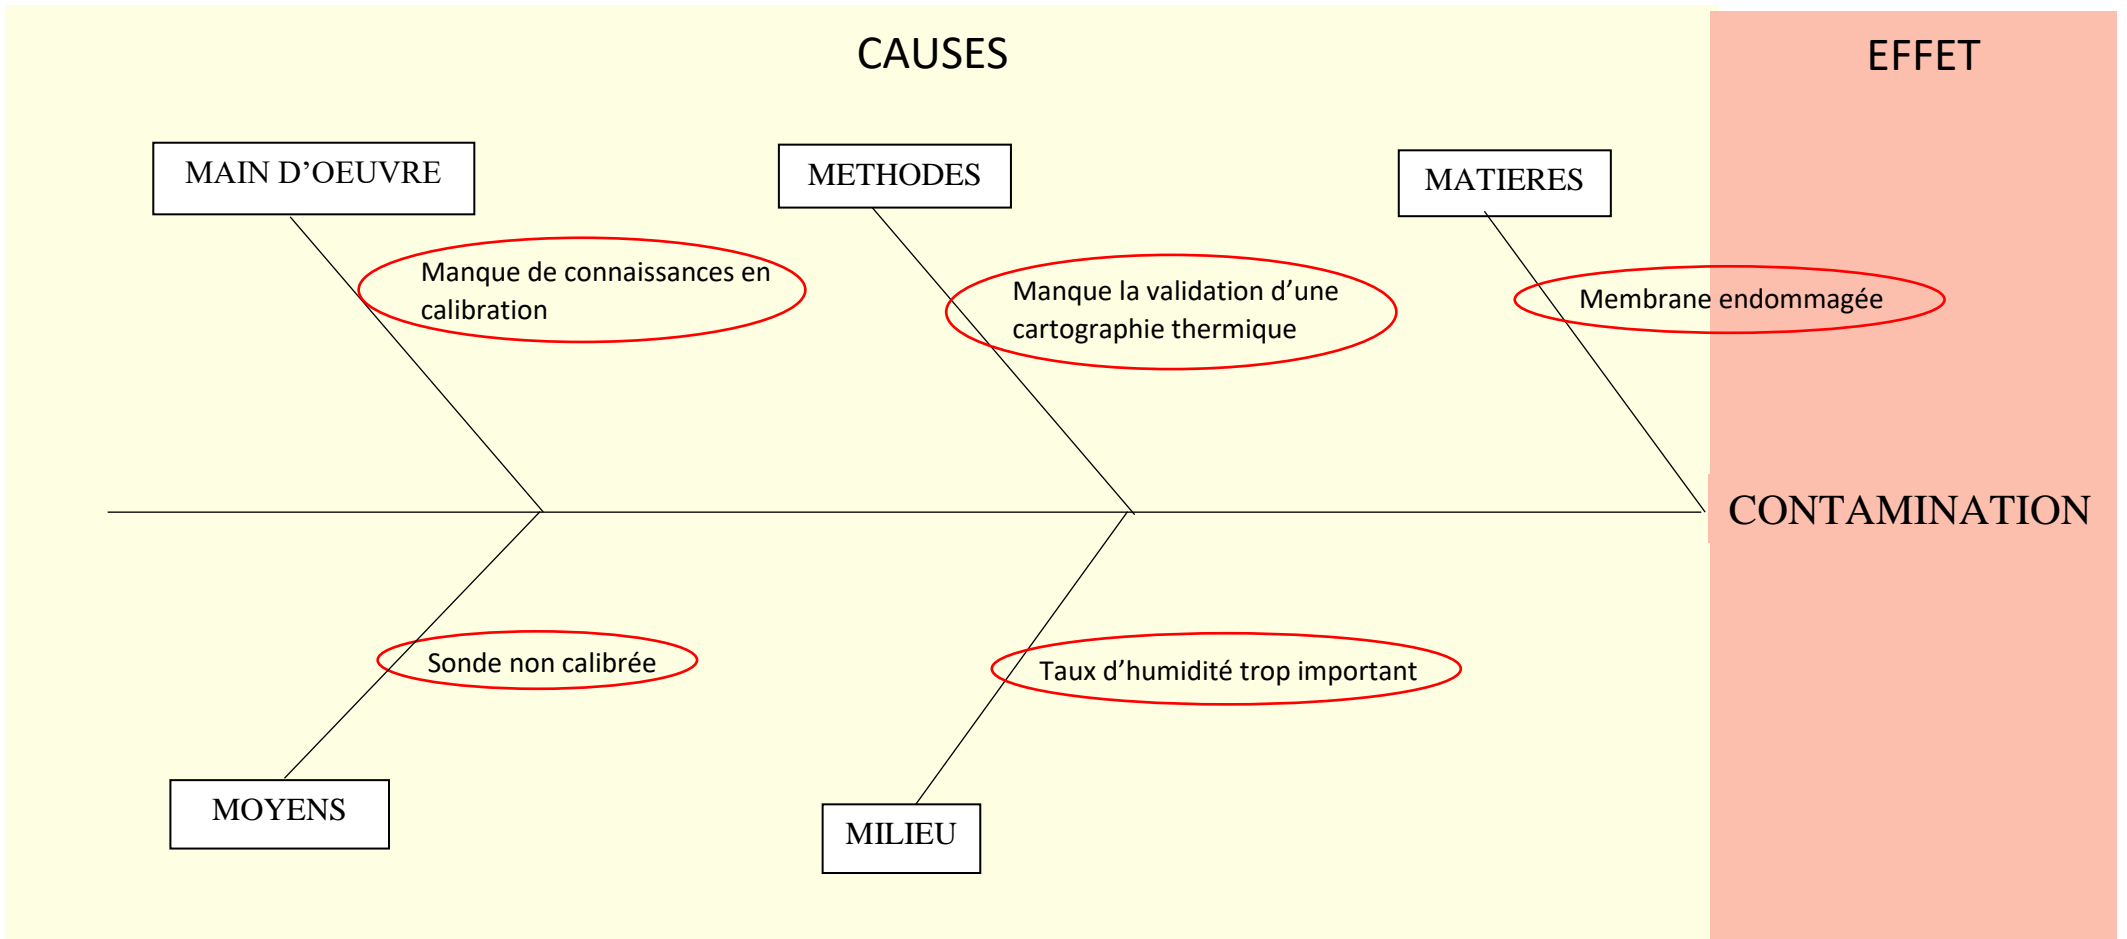 CAUSES
EFFET
MAIN D’OEUVRE
METHODES
MATIERES
Manque de connaissances en
calibration
Manque la validation d’une
cartographie thermique
Membrane endommagée
CONTAMINATION
Sonde non calibrée
Taux d’humidité trop important
MOYENS
MILIEU